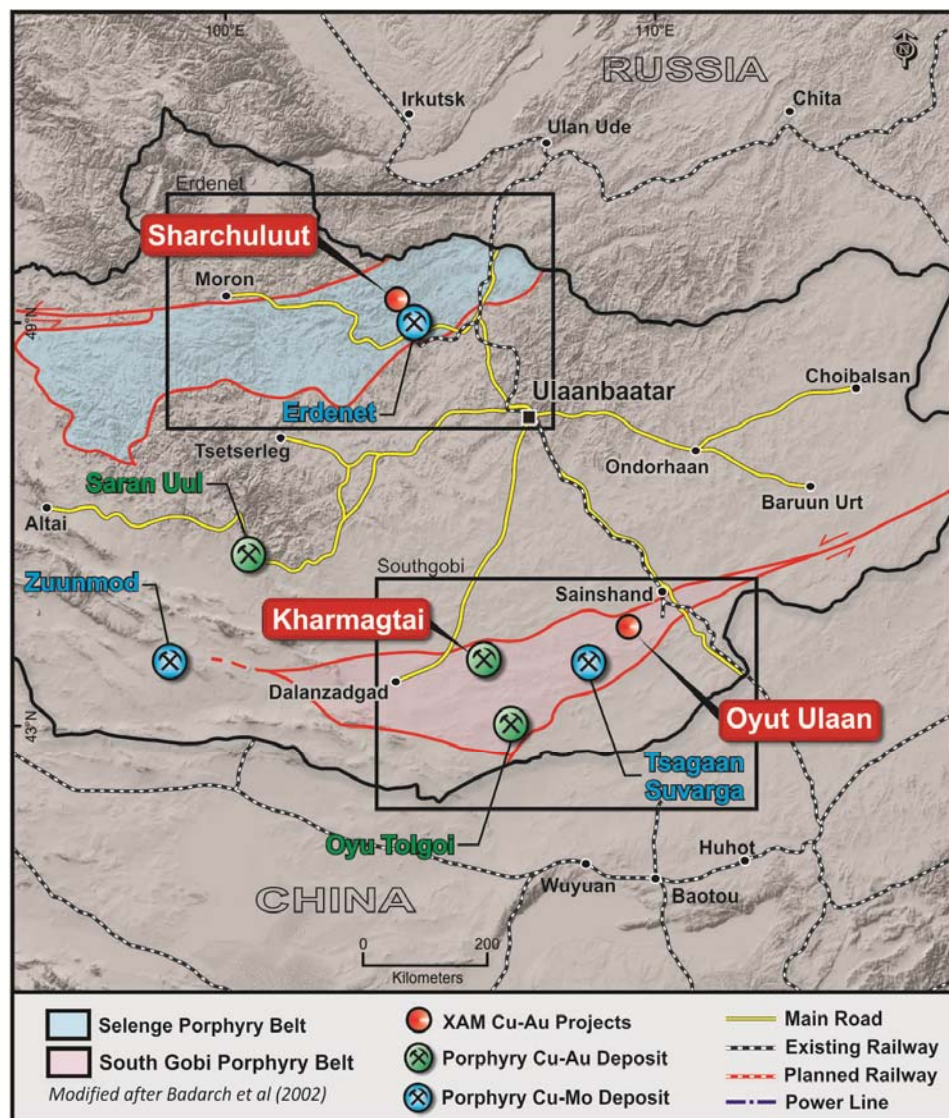 100°E
110°E
RUSSIA
N
Irkutsk
Chita
Ulan Ude
Erdenet
Sharchuluut
Moron
49°N
Choibalsan
Ulaanbaatar
Erdenet
Tsetserleg
Ondorhaan
Saran Uul
Baruun Urt
Altai
Southgobi
Zuunmod
Sainshand
Kharmagtai
Dalanzadgad
Oyut Ulaan
43°N
Tsagaan
Suvarga
Oyu Tolgoi
Huhot
Wuyuan
Baotou
CHINA
0 200
Kilometers
Selenge Porphyry Belt
South Gobi Porphyry Belt
Modified after Badarch et al (2002)
XAM Cu-Au Projects
Porphyry Cu-Au Deposit
Porphyry Cu-Mo Deposit
Main Road
Existing Railway
Planned Railway
Power Line